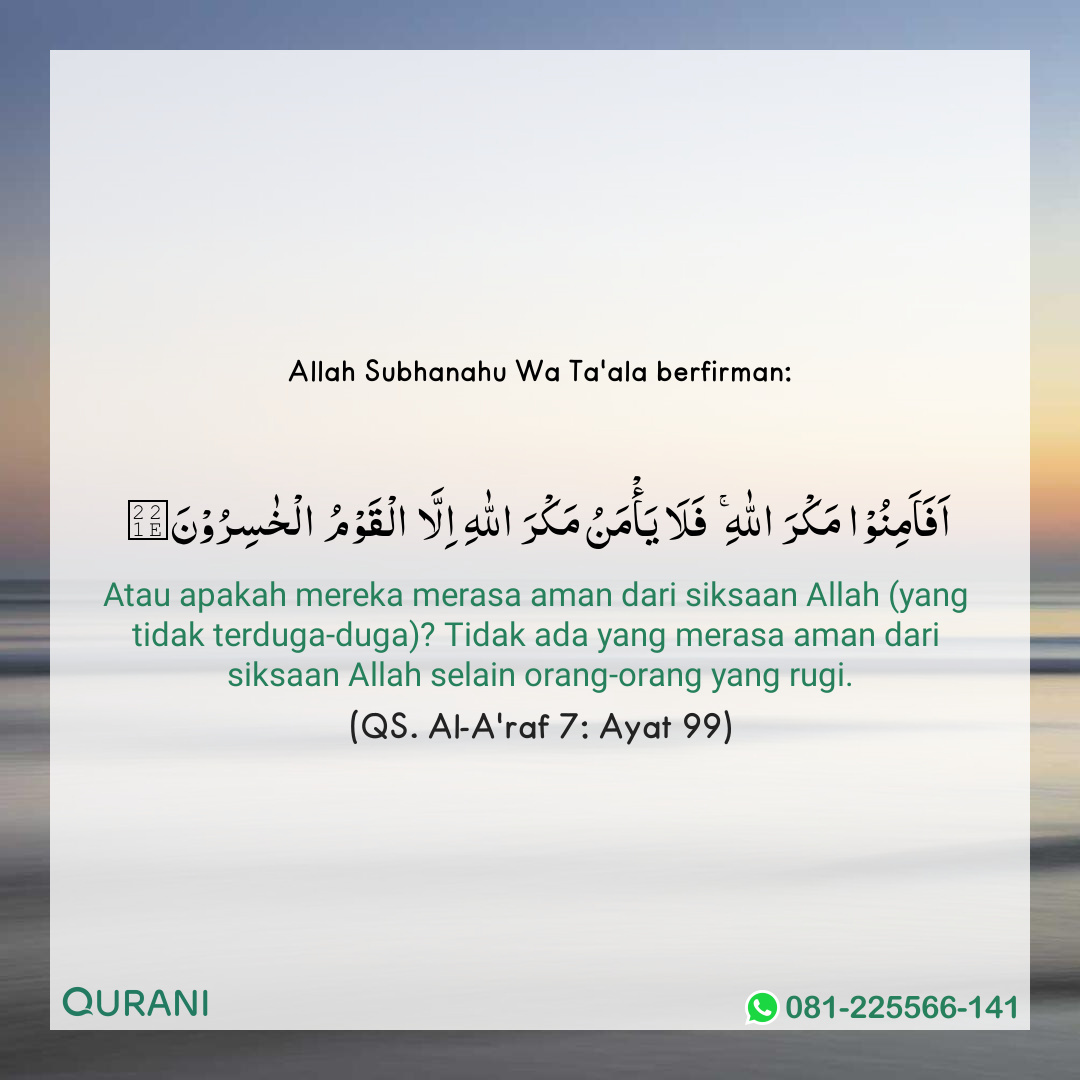 Allah Subhanahu Wa Ta'ala berfirman:
اَفَاَمِنُوْا مَكْرَ اللّٰهِ ۚ فَلَا يَأْمَنُ مَكْرَ اللّٰهِ اِلَّا الْقَوْمُ الْخٰسِرُوْنَ∞
Atau apakah mereka merasa aman dari siksaan Allah (yang
tidak terduga-duga)? Tidak ada yang merasa aman dari
siksaan Allah selain orang-orang yang rugi.
(QS. Al-A'raf 7: Ayat 99)
QURANI
081-225566-141